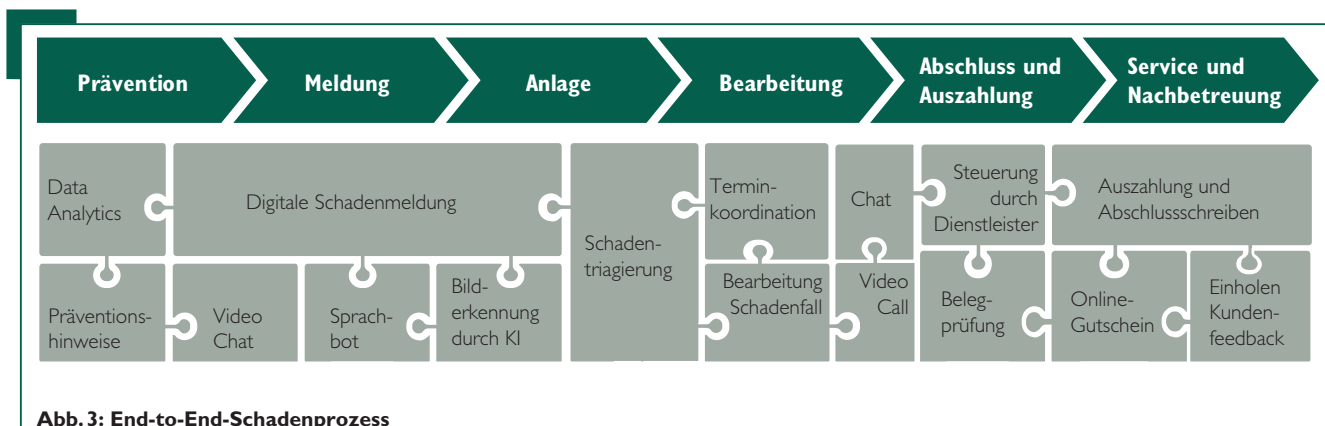 Prävention
Meldung
Anlage
Bearbeitung
Abschluss und
Auszahlung
Service und
Nachbetreuung
Data
Analytics
Digitale Schadenmeldung
Schaden-
triagierung
Termin-
koordination
Chat
Steuerung
durch
Dienstleister
Auszahlung und
Abschlussschreiben
Präventions-
hinweise
Video
Chat
Sprach-
bot
Bild-
erkennung
durch KI
Bearbeitung
Schadenfall
Video
Call
Beleg-
prüfung
Online-
Gutschein
Einholen
Kunden-
feedback
Abb. 3: End-to-End-Schadenprozess